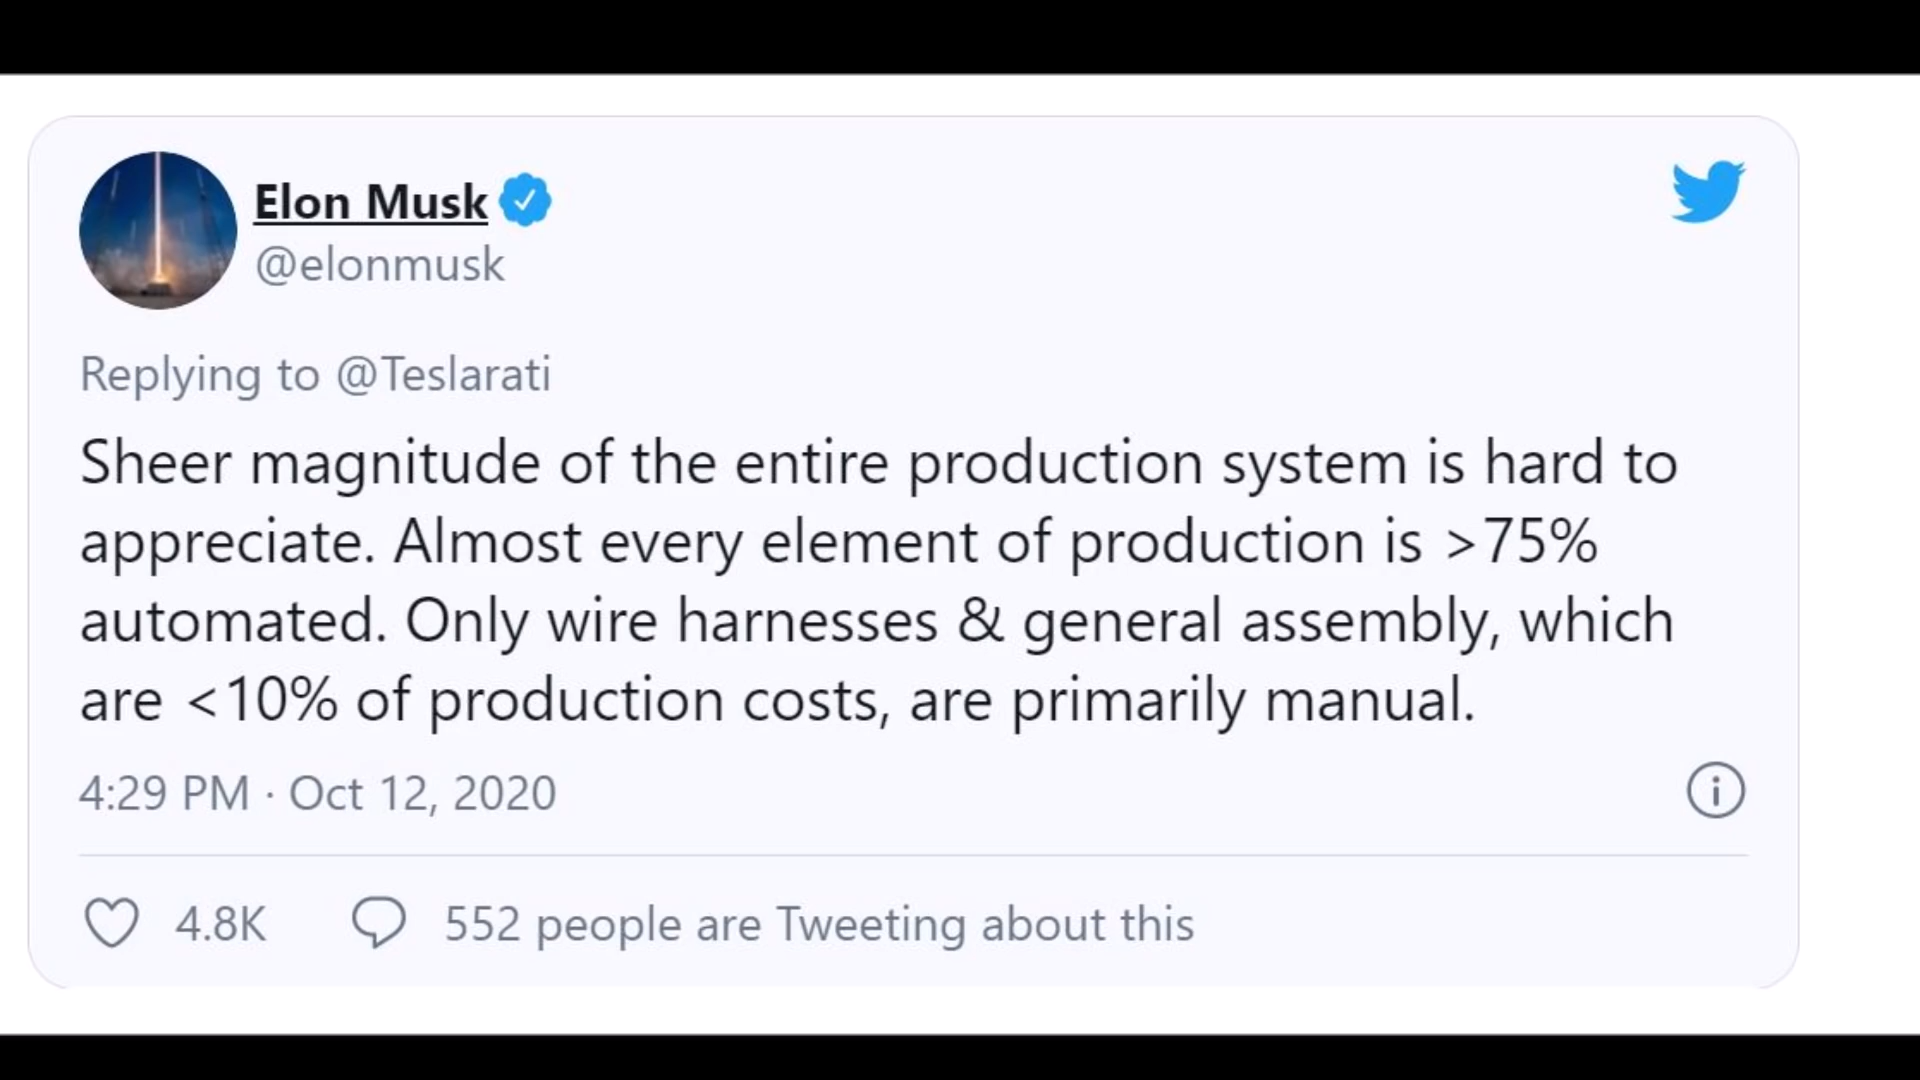 Elon Musk
@elonmusk
Replying to @Teslarati
Sheer magnitude of the entire production system is hard to
appreciate. Almost every element of production is >75%
automated. Only wire harnesses & general assembly, which
are <10% of production costs, are primarily manual.
4:29 PM · Oct 12, 2020
4.8K 552 people are Tweeting about this